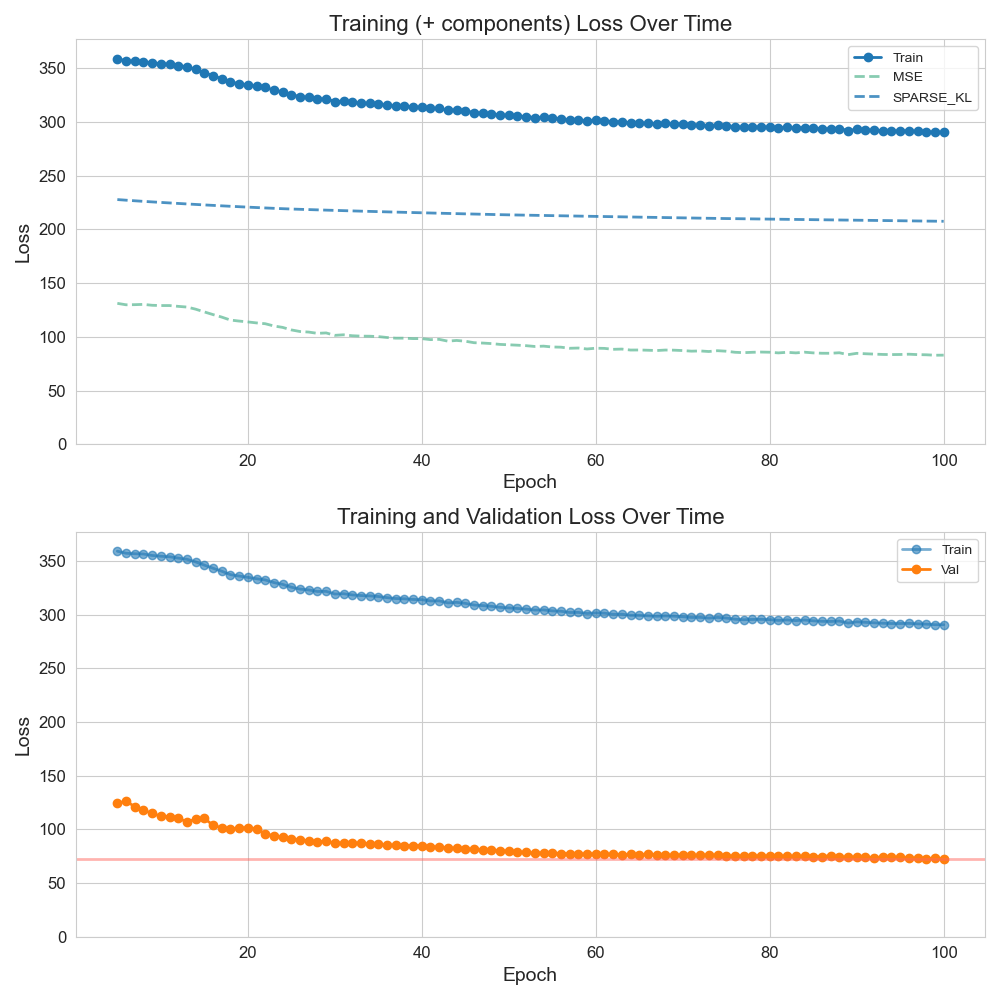 Training (+ components) Loss Over Time
Train
MSE
SPARSE_KL
350
300
250
200
150
100
50
0
Loss
20 40 60 80 100
Epoch
Training and Validation Loss Over Time
Train
Val
350
300
250
200
150
100
50
0
Loss
20 40 60 80 100
Epoch